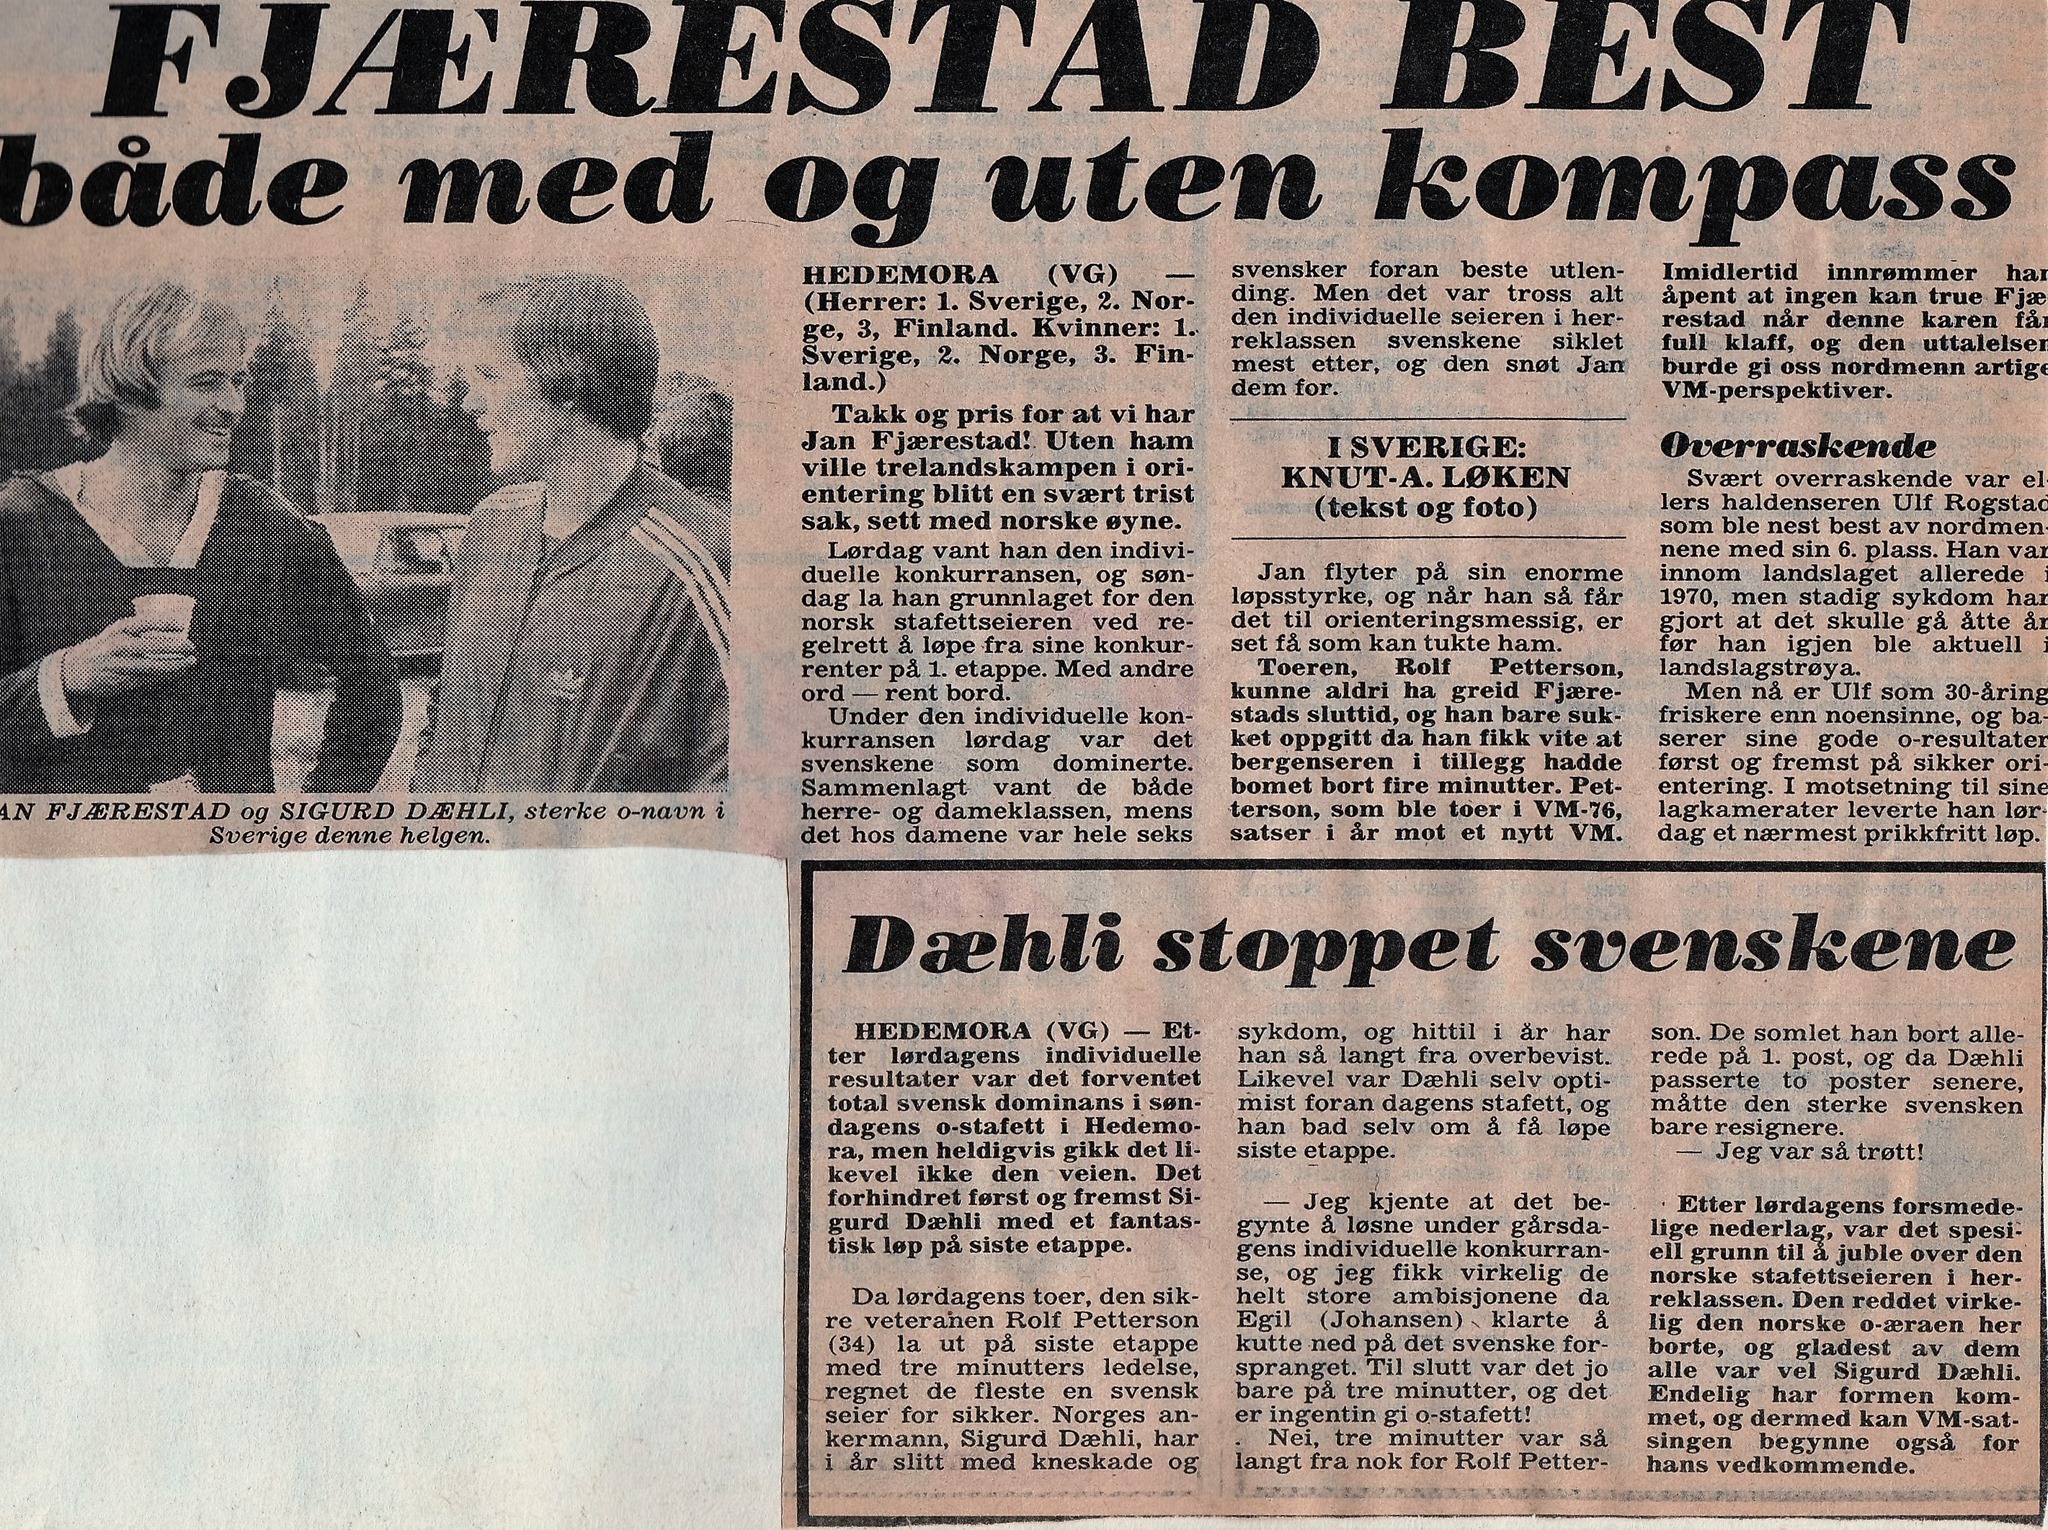 FJÆRESTAD BEST
både med og uten kompass
AN FJÆRESTAD og SIGURD DÆHLI, sterke o-navn i
Sverige denne helgen.
HEDEMORA (VG) —
(Herrer: 1. Sverige, 2. Nor-
ge, 3, Finland. Kvinner: 1.
Sverige, 2. Norge, 3. Fin-
land.)
Takk og pris for at vi har
Jan Fjærestad! Uten ham
ville trelandskampen i ori-
entering blitt en svært trist
sak, sett med norske øyne.
Lørdag vant han den indivi-
duelle konkurransen, og søn-
dag la han grunnlaget for den
norsk stafettseieren ved re-
gelrett å løpe fra sine konkur-
renter på 1. etappe. Med andre
ord — rent bord.
Under den individuelle kon-
kurransen lørdag var det
svenskene som dominerte.
Sammenlagt vant de både
herre- og dameklassen, mens
det hos damene var hele seks
svensker foran beste utlen-
ding. Men det var tross alt
den individuelle seieren i her-
reklassen svenskene siklet
mest etter, og den snøt Jan
dem for.
I SVERIGE:
KNUT-A. LØKEN
(tekst og foto)
Jan flyter på sin enorme
løpsstyrke, og når han så får
det til orienteringsmessig, er
set få som kan tukte ham.
Toeren, Rolf Petterson,
kunne aldri ha greid Fjære-
stads sluttid, og han bare suk-
ket oppgitt da han fikk vite at
bergenseren i tillegg hadde
bomet bort fire minutter. Pet-
terson, som ble toer i VM-76,
satser i år mot et nytt VM.
Imidlertid innrømmer han
åpent at ingen kan true Fjæ
restad når denne karen får
full klaff, og den uttalelsen
burde gi oss nordmenn artige
VM-perspektiver.
Overraskende
Svært overraskende var el-
lers haldenseren Ulf Rogstad
som ble nest best av nordmen-
nene med sin 6. plass. Han var
innom landslaget allerede i
1970, men stadig sykdom har
gjort at det skulle gå åtte år
før han igjen ble aktuell i
landslagstrøya.
Men nå er Ulf som 30-åring
friskere enn noensinne, og ba-
serer sine gode o-resultater
først og fremst på sikker ori-
entering. I motsetning til sine
lagkamerater leverte han lør-
dag et nærmest prikkfritt løp.
Dæhli stoppet svenskene
HEDEMORA (VG) — Et-
ter lørdagens individuelle
resultater var det forventet
total svensk dominans i søn-
dagens o-stafett i Hedemo-
ra, men heldigvis gikk det li-
kevel ikke den veien. Det
forhindret først og fremst Si-
gurd Dæhli med et fantas-
tisk løp på siste etappe.
Da lørdagens toer, den sik-
re veteranen Rolf Petterson
(34) la ut på siste etappe
med tre minutters ledelse,
regnet de fleste en svensk
seier for sikker. Norges an-
kermann, Sigurd Dæhli, har
i år slitt med kneskade og
sykdom, og hittil i år har
han så langt fra overbevist.
Likevel var Dæhli selv opti-
mist foran dagens stafett, og
han bad selv om å få løpe
siste etappe.
— Jeg kjente at det be-
gynte å løsne under gårsda-
gens individuelle konkurran-
se, og jeg fikk virkelig de
helt store ambisjonene da
Egil (Johansen) klarte å
kutte ned på det svenske for-
spranget. Til slutt var det jo
bare på tre minutter, og det
er ingentin gi o-stafett!
Nei, tre minutter var så
langt fra nok for Rolf Petter-
son. De somlet han bort alle-
rede på 1. post, og da Dæhli
passerte to poster senere,
måtte den sterke svensken
bare resignere.
— Jeg var så trøtt!
Etter lørdagens forsmede-
lige nederlag, var det spesi-
ell grunn til å juble over den
norske stafettseieren i her-
reklassen. Den reddet virke-
lig den norske o-æraen her
borte, og gladest av dem
alle var vel Sigurd Dæhli.
Endelig har formen kom-
met, og dermed kan VM-sat-
singen begynne også for
hans vedkommende.